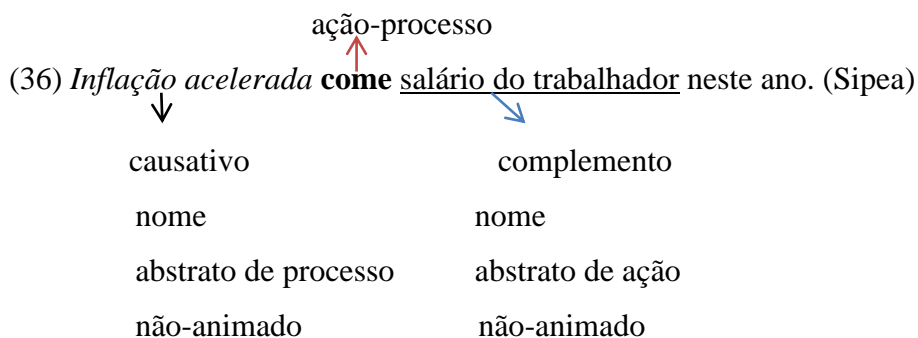 ação-processo
(36) Inflação acelerada come salário do trabalhador neste ano. (Sipea)
causativo complemento
nome nome
abstrato de processo abstrato de ação
não-animado não-animado